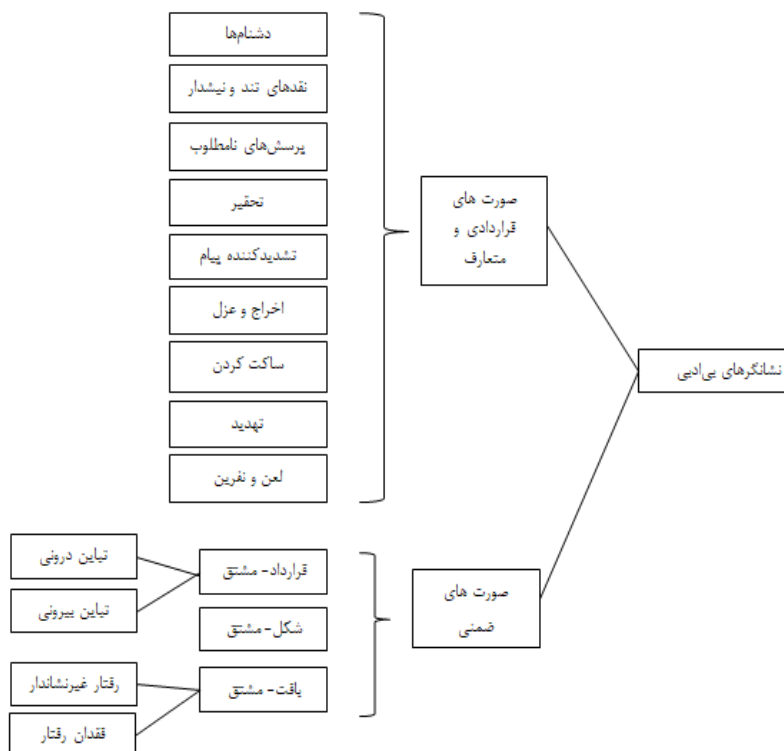 نشانگرهای بی‌ادبی
صورت های
قراردادی و
متعارف
دشنام‌ها
نقدهای تند و نیشدار
پرسش‌های نامطلوب
تحقیر
تشدیدکننده پیام
اخراج و عزل
ساکت کردن
تهدید
لعن و نفرین
صورت های
ضمنی
قرارداد- مشتق
تباین درونی
تباین بیرونی
شکل- مشتق
بافت- مشتق
رفتار غیرنشاندار
فقدان رفتار